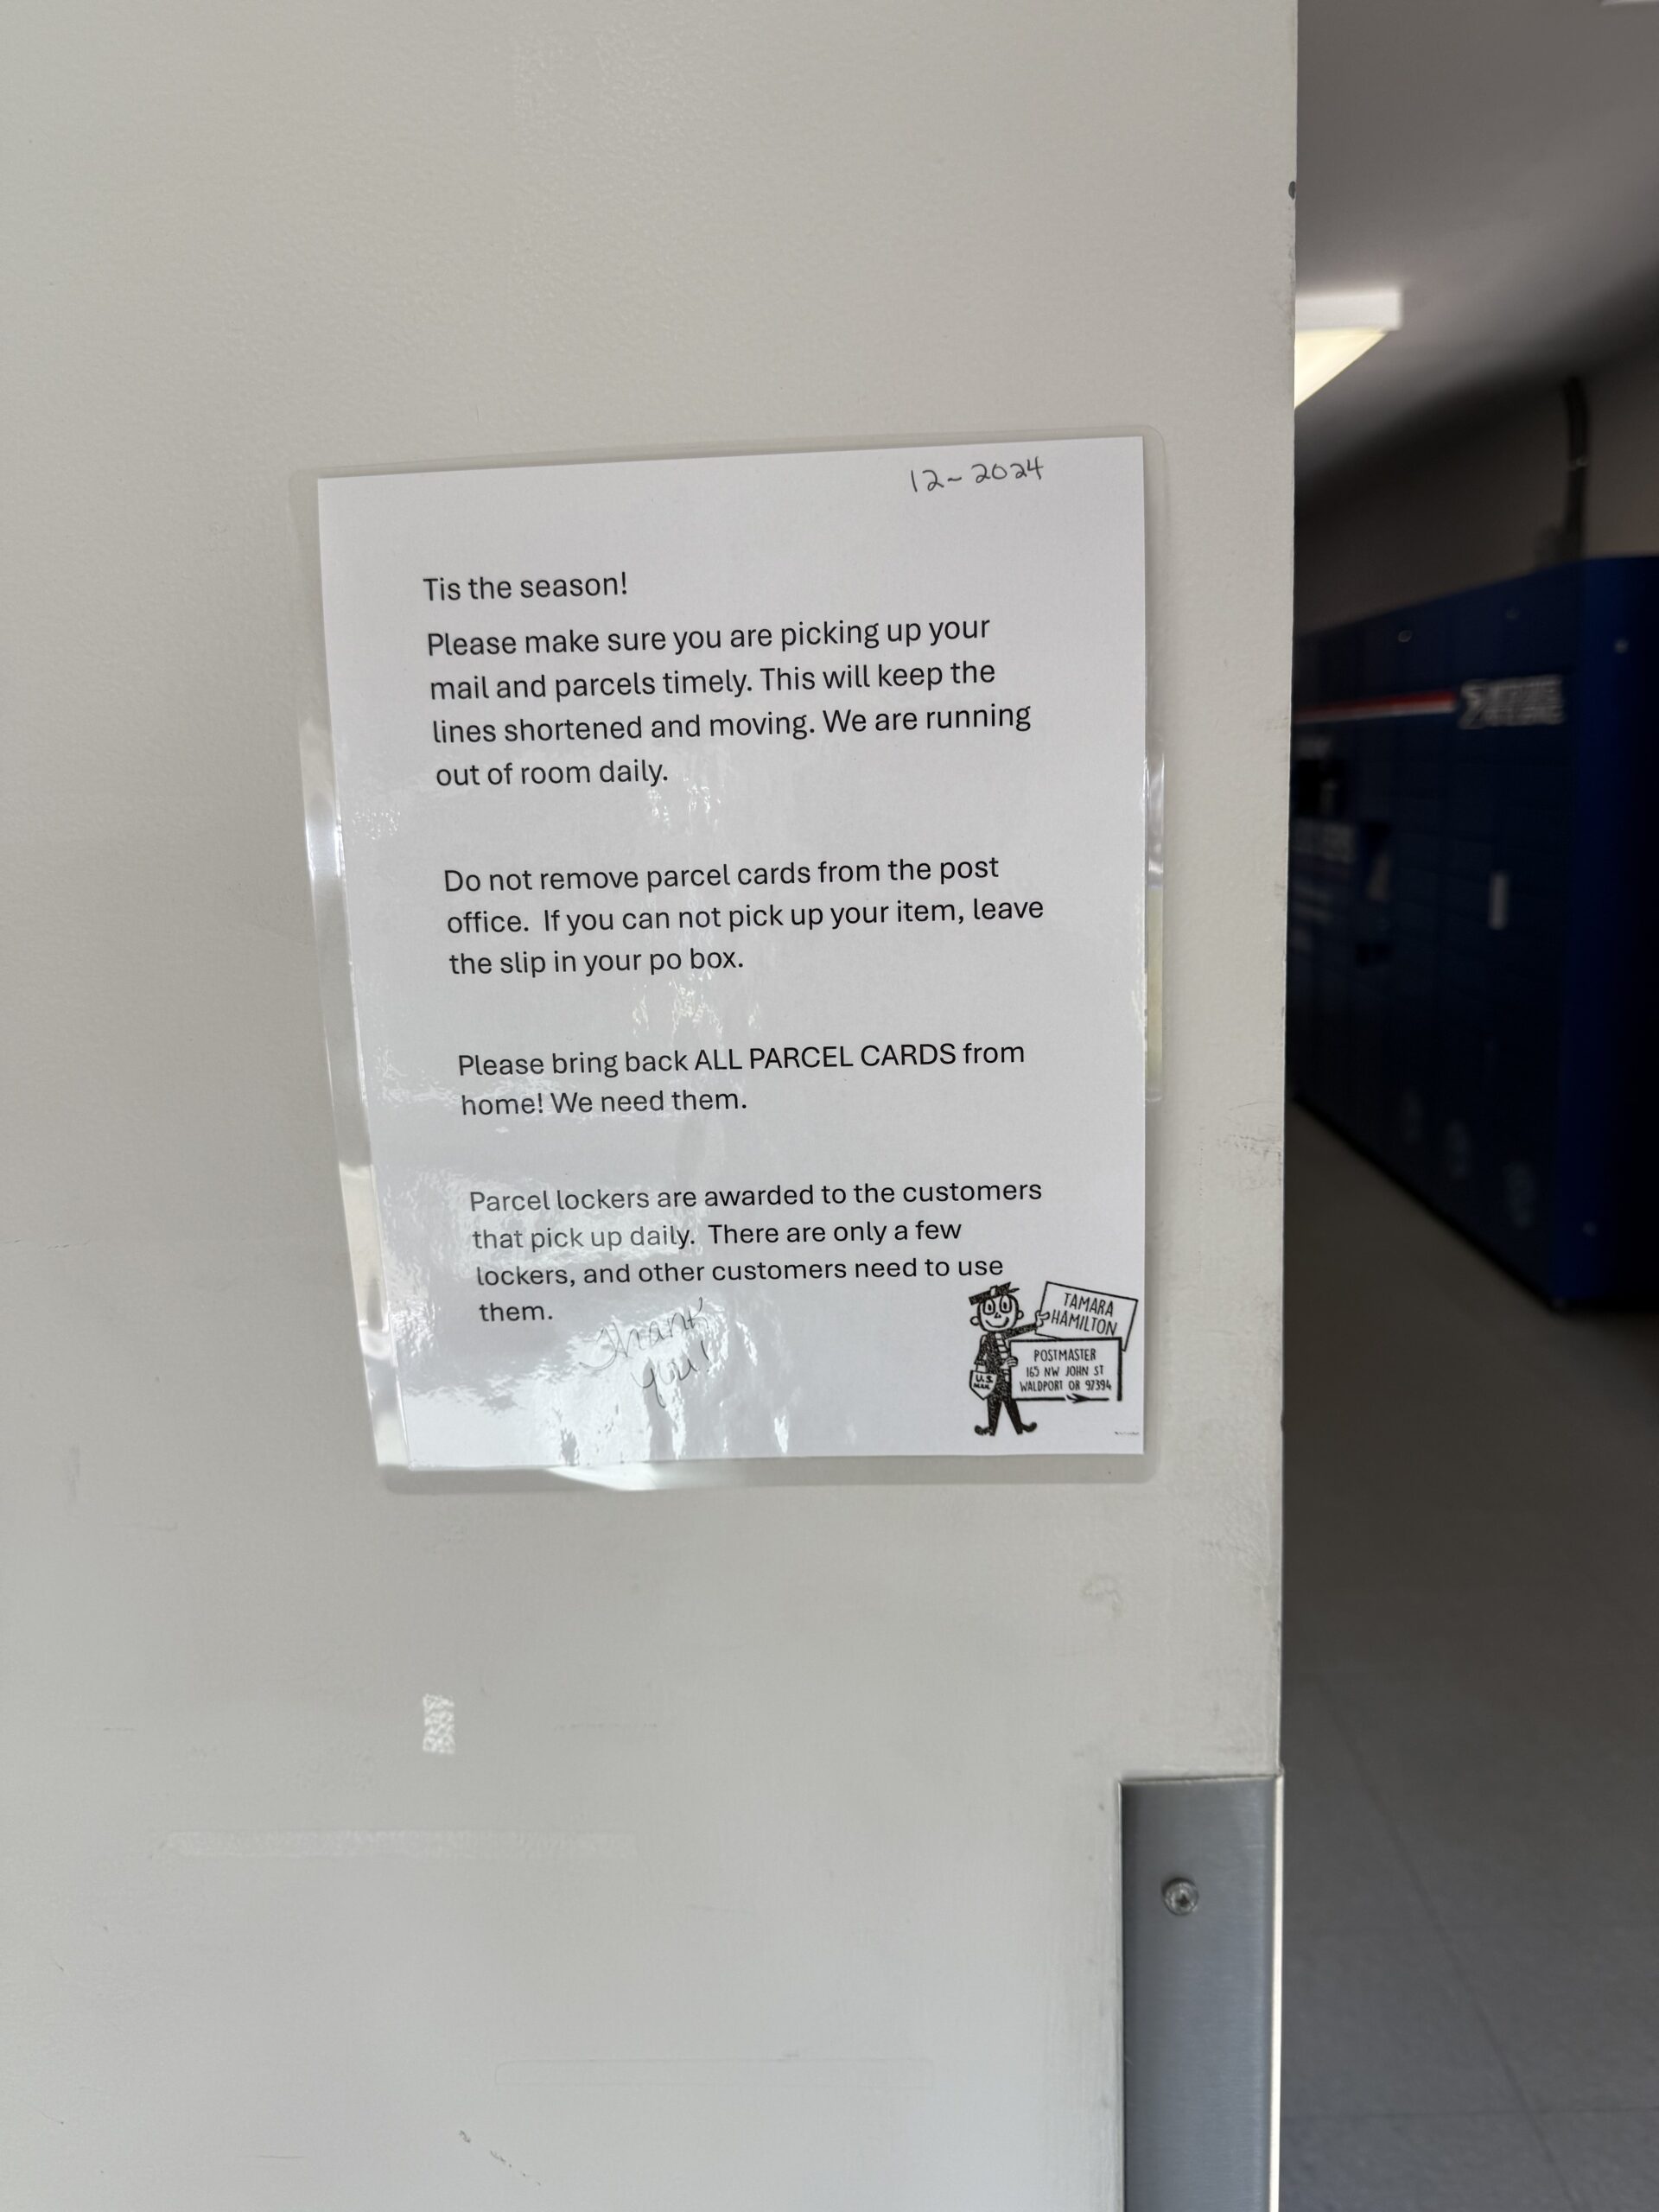 12-2024
Tis the season!
Please make sure you are picking up your
mail and parcels timely. This will keep the
lines shortened and moving. We are running
out of room daily.
Do not remove parcel cards from the post
office.  If you can not pick up your item, leave
the slip in your po box.
Please bring back ALL PARCEL CARDS from
home! We need them.
Parcel lockers are awarded to the customers
that pick up daily.  There are only a few
lockers, and other customers need to use
them.
Thank
you!
TAMARA
HAMILTON
POSTMASTER
165 NW JOHN ST
WALDPORT OR 97394
U.S.
MAIL